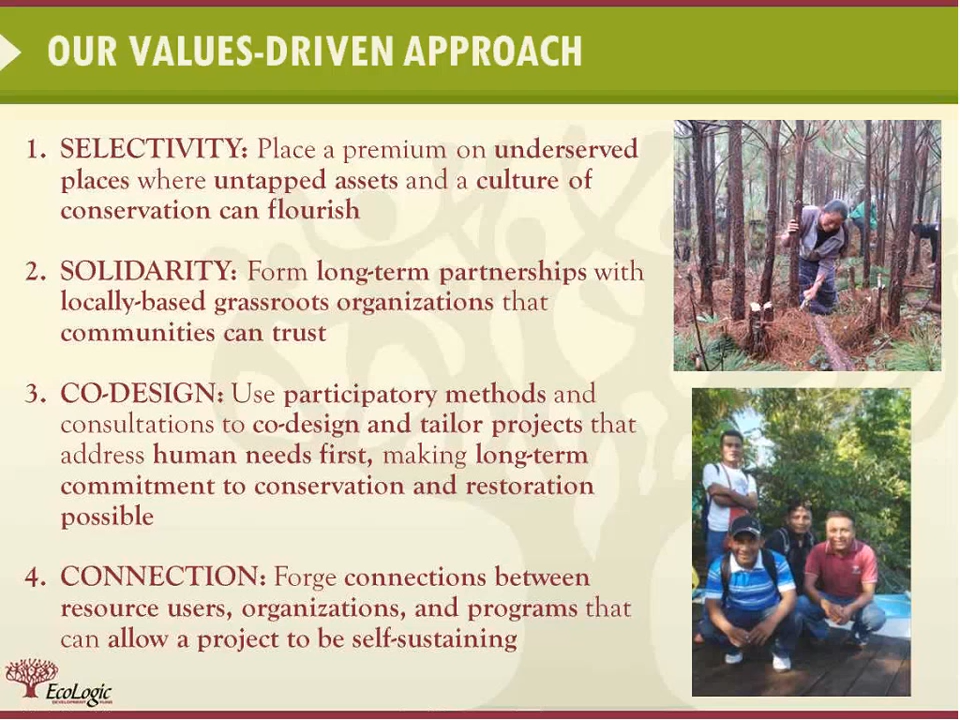 OUR VALUES-DRIVEN APPROACH
1. SELECTIVITY: Place a premium on underserved
places where untapped assets and a culture of
conservation can flourish
2. SOLIDARITY: Form long-term partnerships with
locally-based grassroots organizations that
communities can trust
3. CO-DESIGN: Use participatory methods and
consultations to co-design and tailor projects that
address human needs first, making long-term
commitment to conservation and restoration
possible
4. CONNECTION: Forge connections between
resource users, organizations, and programs that
can allow a project to be self-sustaining
EcoLogic
DEVELOPMENT FUND